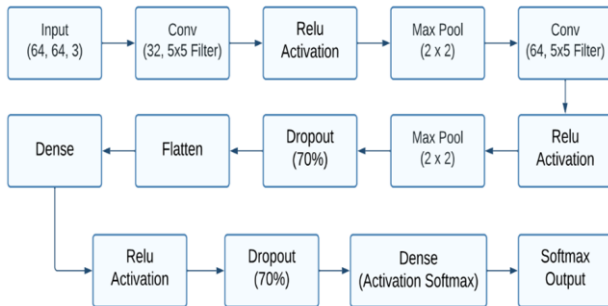 Input
(64, 64, 3)
Conv
(32, 5x5 Filter)
Relu
Activation
Max Pool
(2 x 2)
Conv
(64, 5x5 Filter)
Relu
Activation
Max Pool
(2 x 2)
Dropout
(70%)
Flatten
Dense
Relu
Activation
Dropout
(70%)
Dense
(Activation Softmax)
Softmax
Output